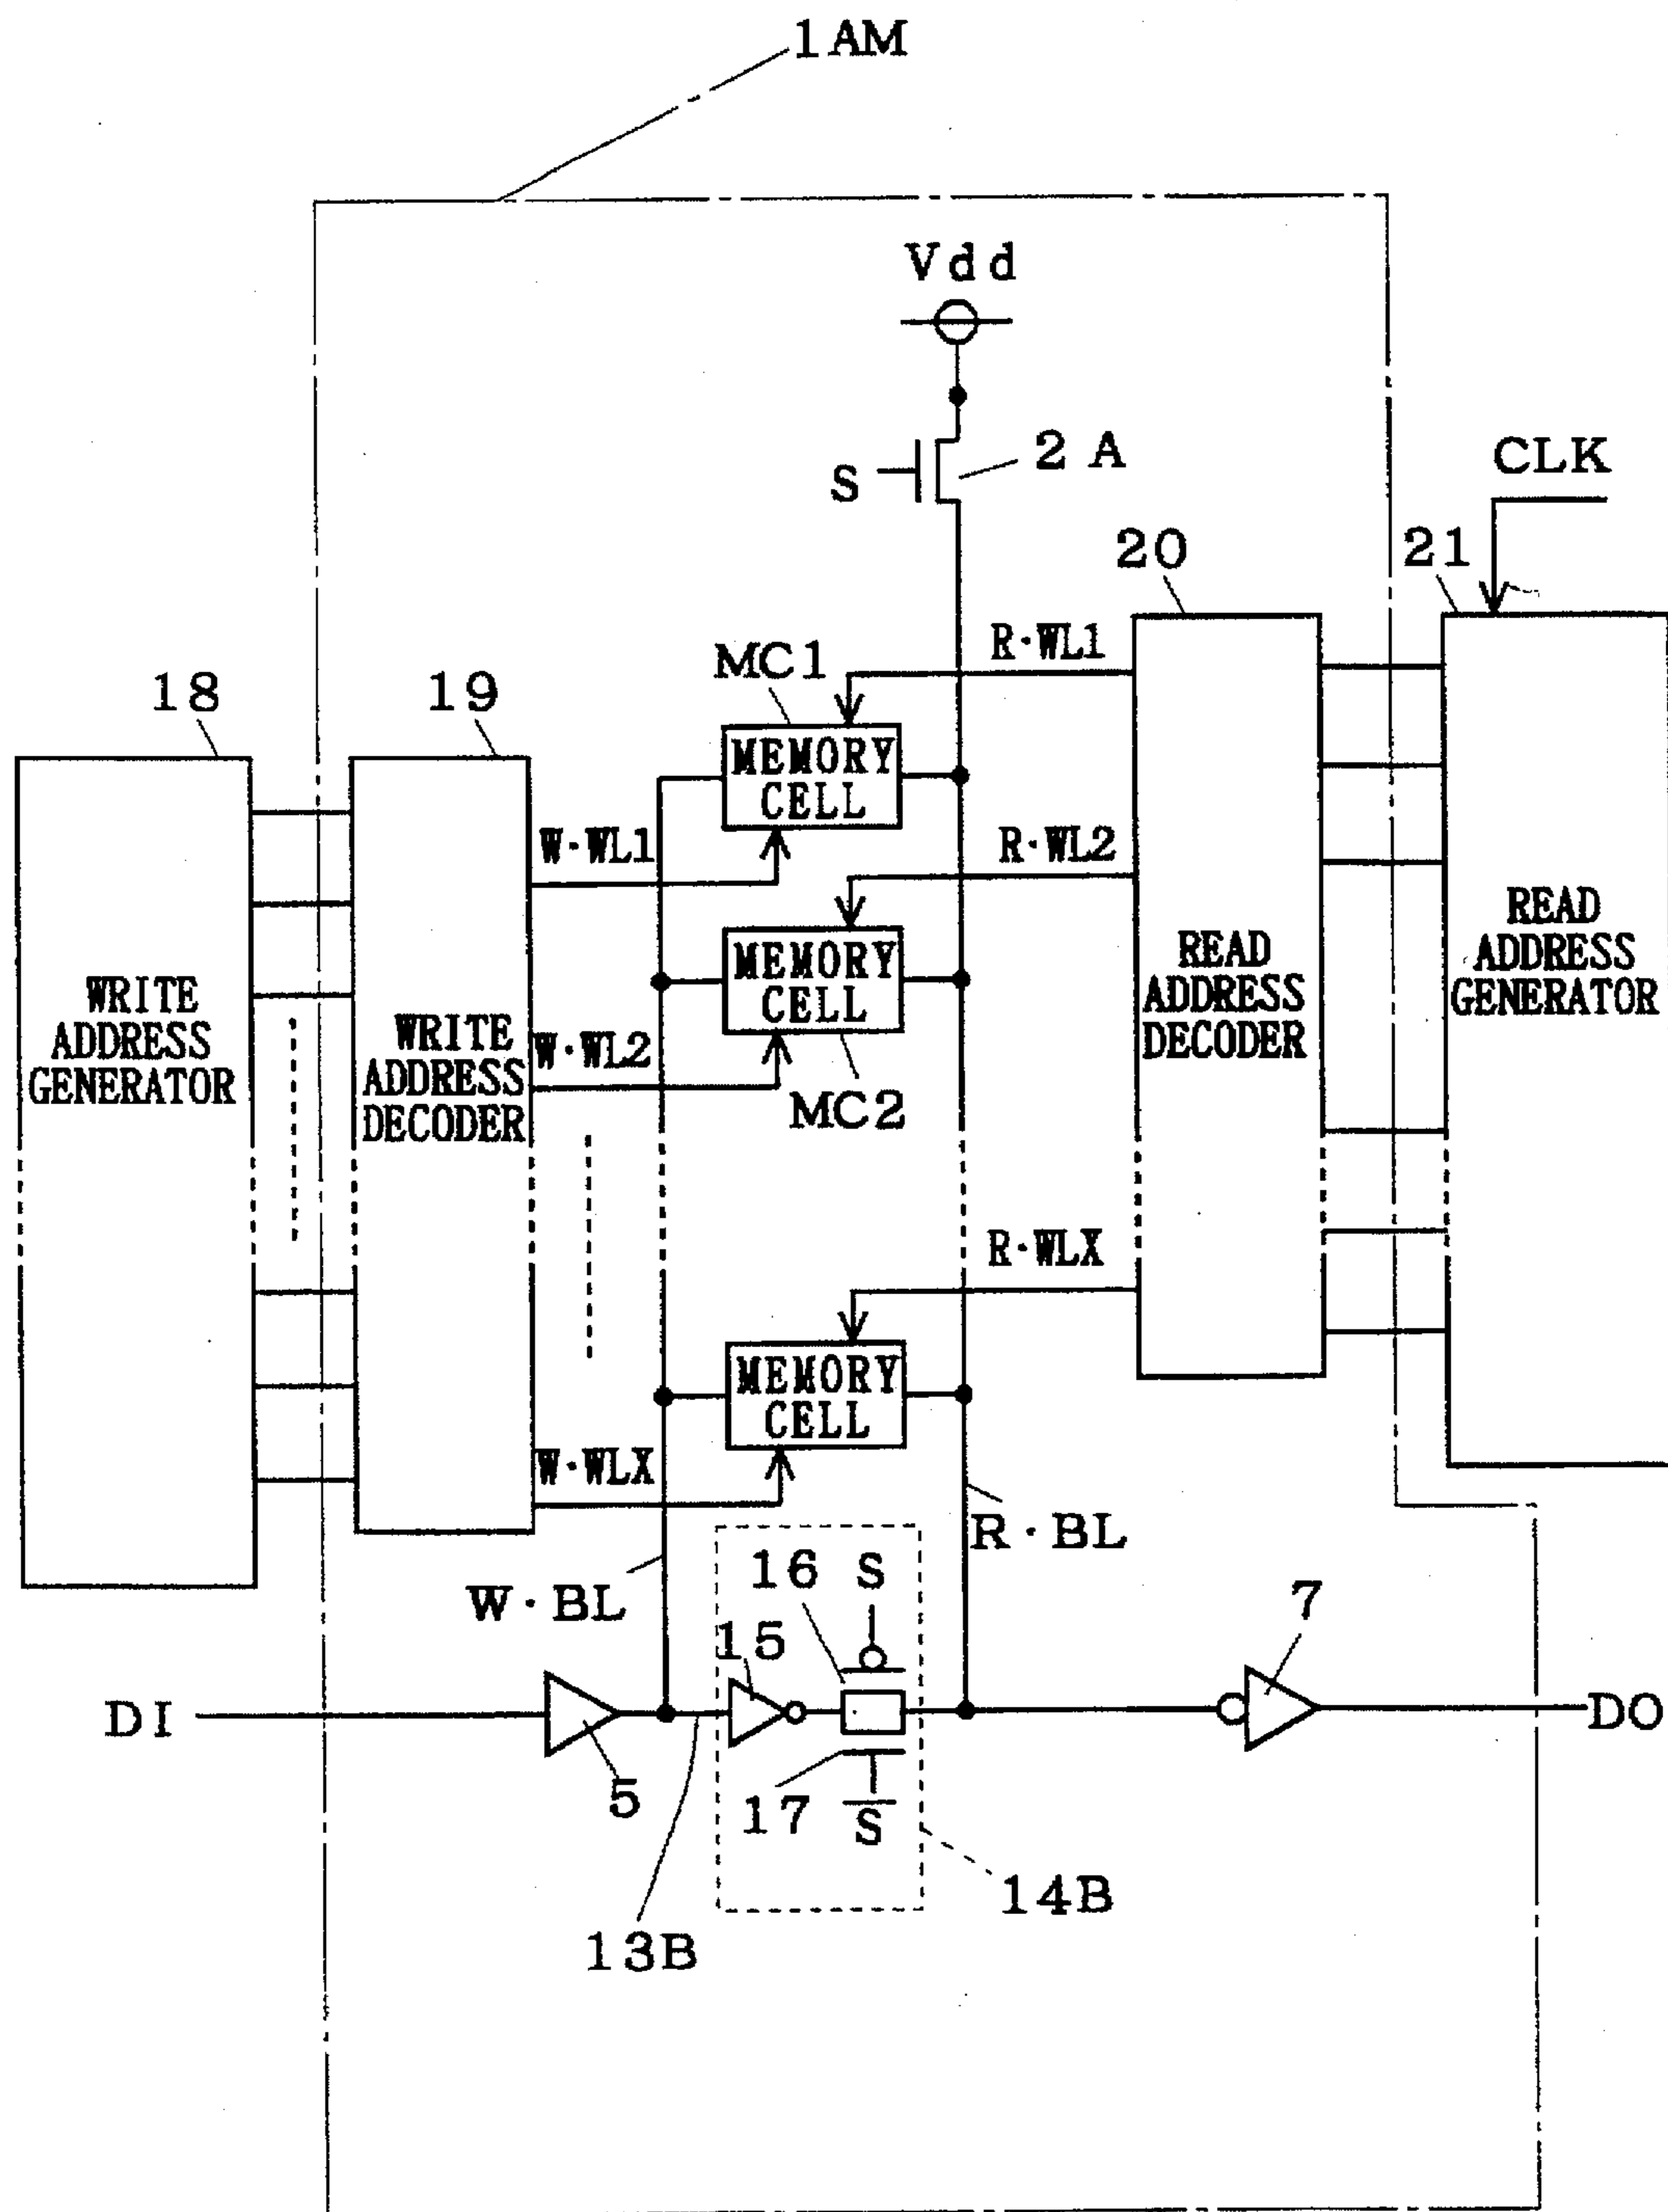 1AM
Vdd
S
2A
CLK
20
21
R·WL1
MC1
18
19
MEMORY
CELL
W·WL1
R·WL2
MEMORY
CELL
READ
ADDRESS
GENERATOR
READ
ADDRESS
DECODER
WRITE
ADDRESS
GENERATOR
WRITE
ADDRESS
DECODER
W·WL2
MC2
R·WLX
MEMORY
CELL
W·WLX
R·BL
W·BL
16
S
7
15
DI
DO
5
17
S̅
14B
13B